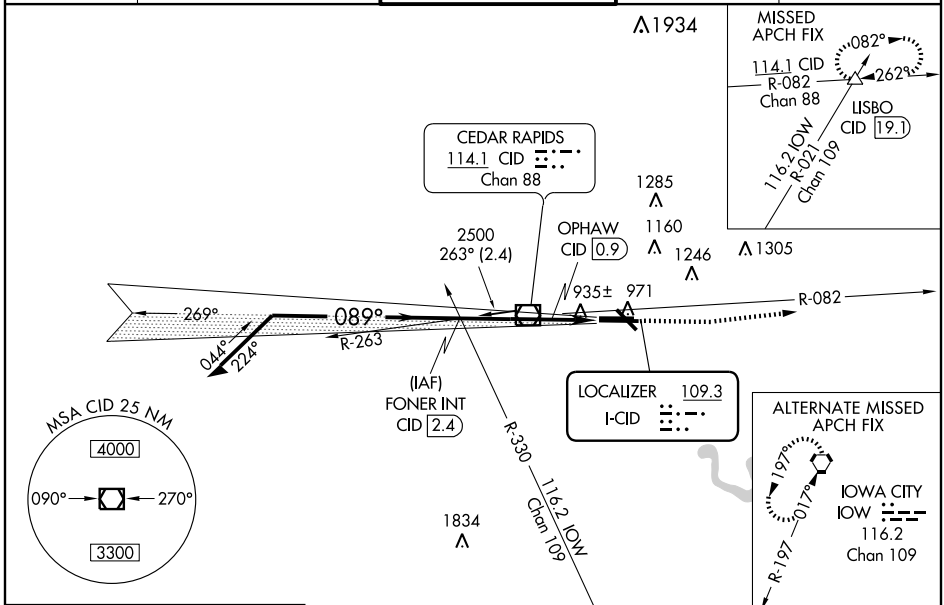 1934
MISSED
APCH FIX
082°
114.1 CID
R-082
Chan 88
262°
LISBO
CID 19.1
116.2 IOW
R-021
Chan 109
CEDAR RAPIDS
114.1 CID
Chan 88
1285
1160
1246
1305
2500
263° (2.4)
OPHAW
CID 0.9
935±
971
R-082
269°
089°
R-263
044°
224°
(IAF)
FONER INT
CID 2.4
LOCALIZER 109.3
I-CID
R-330
116.2 IOW
Chan 109
MSA CID 25 NM
4000
090°
270°
3300
1834
ALTERNATE MISSED
APCH FIX
197°
017°
IOWA CITY
IOW
116.2
Chan 109
R-197